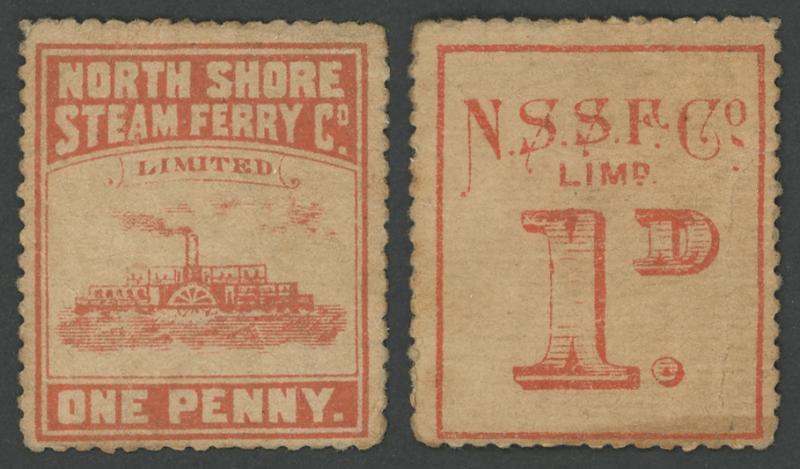 NORTH SHORE
STEAM FERRY Co.
LIMITED
ONE PENNY.
N.S.S.F. Co.
LIMD.
1D.